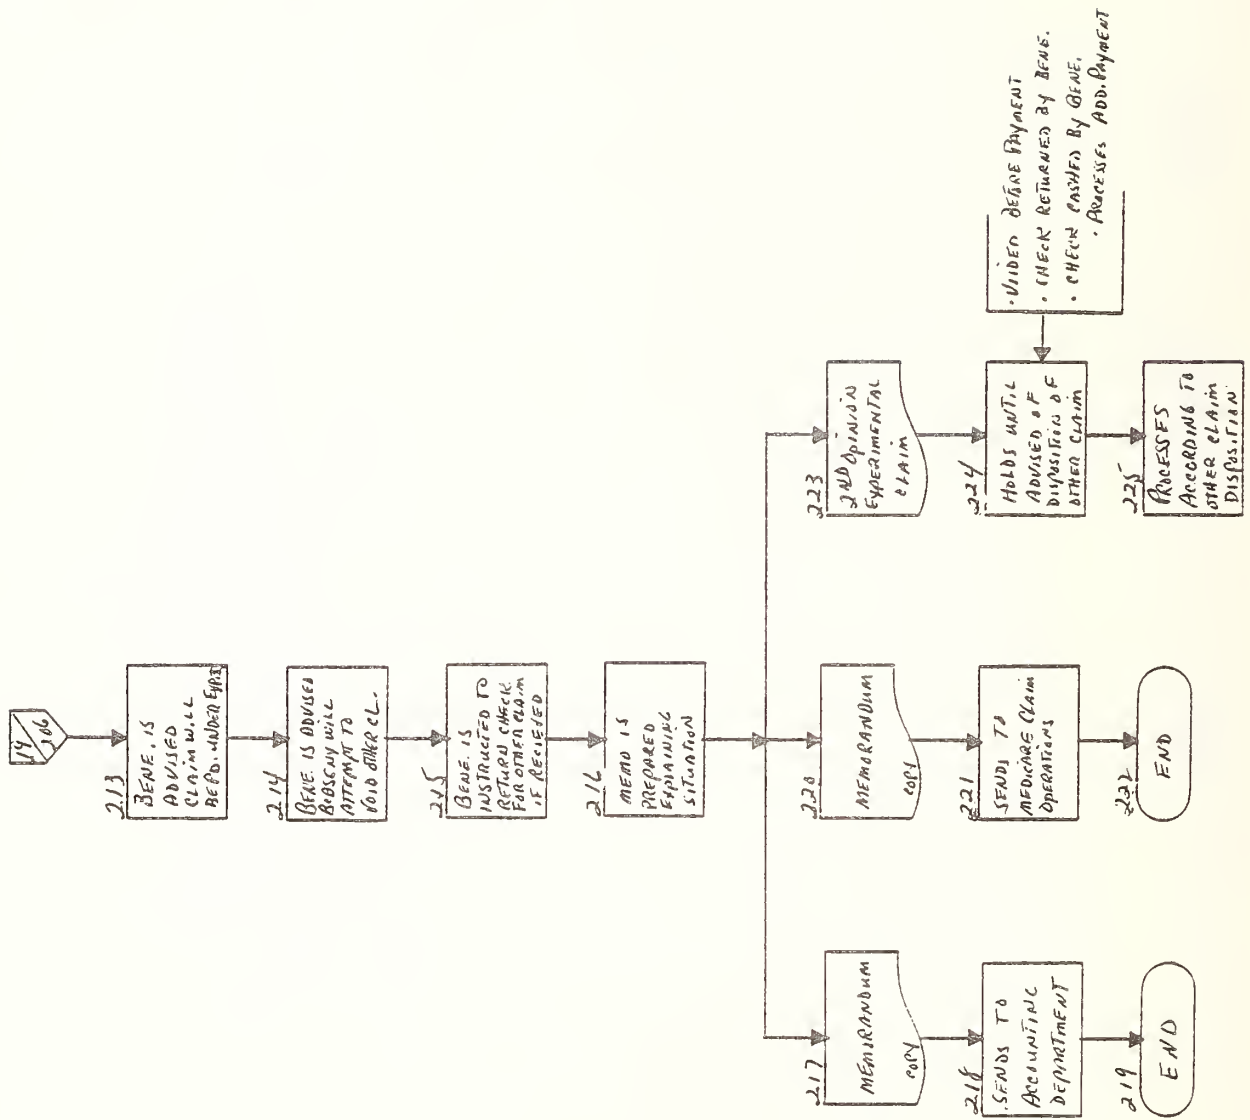 19/206
213
BENE. IS
ADVISED
CLAIM WILL
BE PD. UNDER EXP.
214
BENE. IS ADVISED
BCBSGNY WILL
ATTEMPT TO
VOID OTHER CL.
215
BENE. IS
INSTRUCTED TO
RETURN CHECK
FOR OTHER CLAIM
IF RECIEVED
216
MEMO IS
PREPARED
EXPLAINING
SITUATION
217
MEMORANDUM
COPY
218
SENDS TO
ACCOUNTING
DEPARTMENT
219
END
220
MEMORANDUM
COPY
221
SENDS TO
MEDICARE CLAIM
OPERATIONS
222
END
223
2ND OPINION
EXPERIMENTAL
CLAIM
224
HOLDS UNTIL
ADVISED OF
DISPOSITION OF
OTHER CLAIM
· VOIDED BEFORE PAYMENT
· CHECK RETURNED BY BENE.
· CHECK CASHED BY BENE.
· PROCESSES ADD. PAYMENT
225
PROCESSES
ACCORDING TO
OTHER CLAIM
DISPOSITION